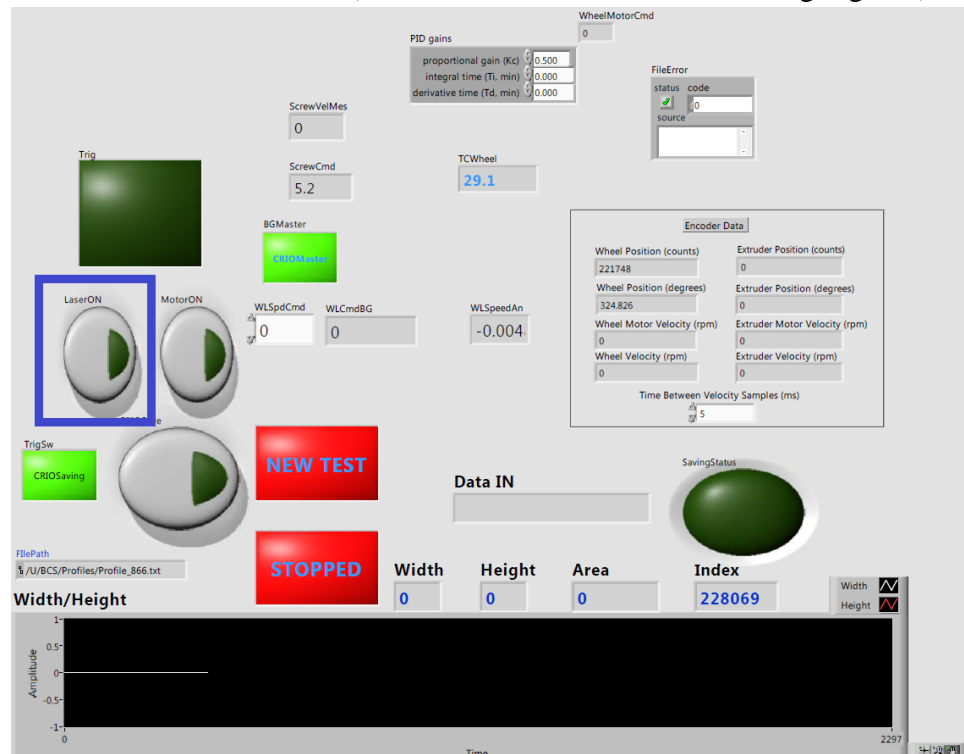 WheelMotorCmd
0
PID gains
proportional gain (Kc) 0.500
integral time (Ti, min) 0.000
derivative time (Td, min) 0.000
FileError
status code
0
source
ScrewVelMes
0
Trig
ScrewCmd
5.2
TCWheel
29.1
BGMaster
CRIOMaster
Encoder Data
Wheel Position (counts) Extruder Position (counts)
221748 0
Wheel Position (degrees) Extruder Position (degrees)
324.826 0
Wheel Motor Velocity (rpm) Extruder Motor Velocity (rpm)
0 0
Wheel Velocity (rpm) Extruder Velocity (rpm)
0 0
Time Between Velocity Samples (ms)
5
LaserON MotorON
WLSpdCmd WLCmdBG WLSpeedAn
0 0 -0.004
TrigSw
CRIOSaving
NEW TEST
Data IN
SavingStatus
FIlePath
/U/BCS/Profiles/Profile_866.txt
STOPPED
Width Height Area Index
0 0 0 228069
Width/Height
Width
Height
Amplitude
1
0.5
0
-0.5
-1
0 2297
Time